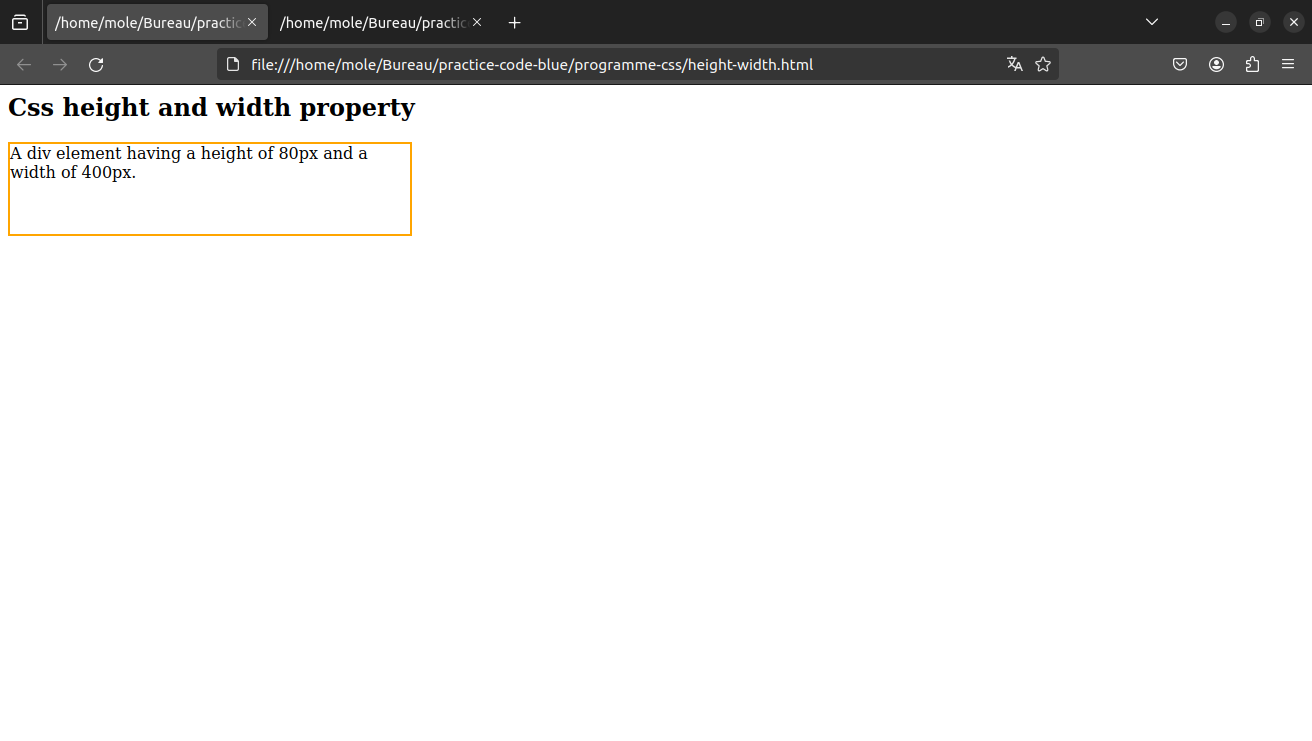 /home/mole/Bureau/practic
/home/mole/Bureau/practic
file:///home/mole/Bureau/practice-code-blue/programme-css/height-width.html
Css height and width property
A div element having a height of 80px and a
width of 400px.